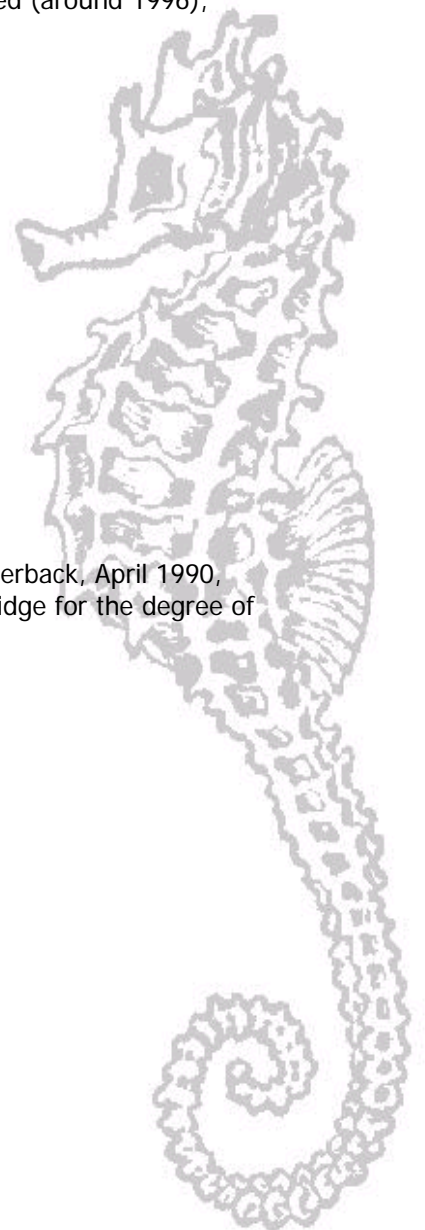 ed (around 1996),
erback, April 1990,
idge for the degree of